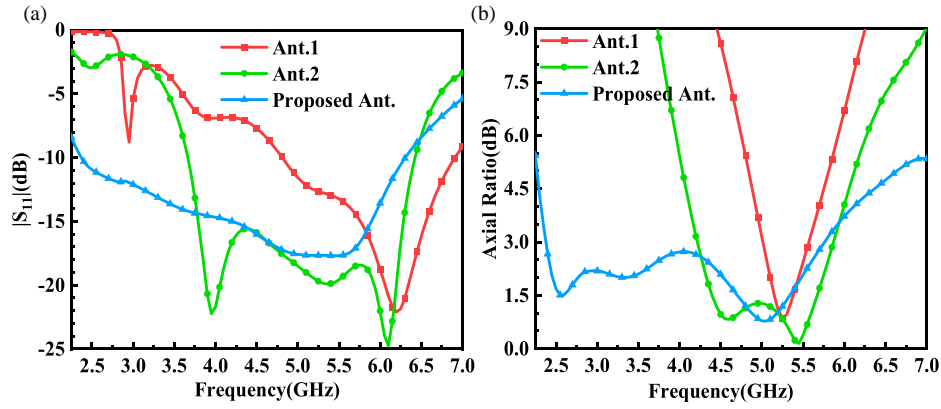 (a)
0
-5
-10
-15
-20
-25
|S11|(dB)
Ant.1
Ant.2
Proposed Ant.
2.5 3.0 3.5 4.0 4.5 5.0 5.5 6.0 6.5 7.0
Frequency(GHz)
(b)
9.0
7.5
6.0
4.5
3.0
1.5
0.0
Axial Ratio(dB)
Ant.1
Ant.2
Proposed Ant.
2.5 3.0 3.5 4.0 4.5 5.0 5.5 6.0 6.5 7.0
Frequency(GHz)